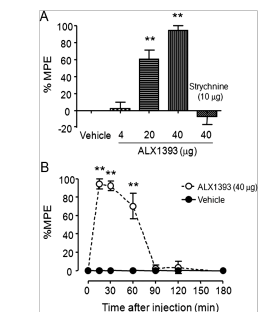 A
% MPE
100
80
60
40
20
0
-20
**
**
Strychnine
(10 μg)
Vehicle 4 20 40 40
ALX1393 (μg)
B
%MPE
100
80
60
40
20
0
** **
**
ALX1393 (40 μg)
Vehicle
0 30 60 90 120 150 180
Time after injection (min)